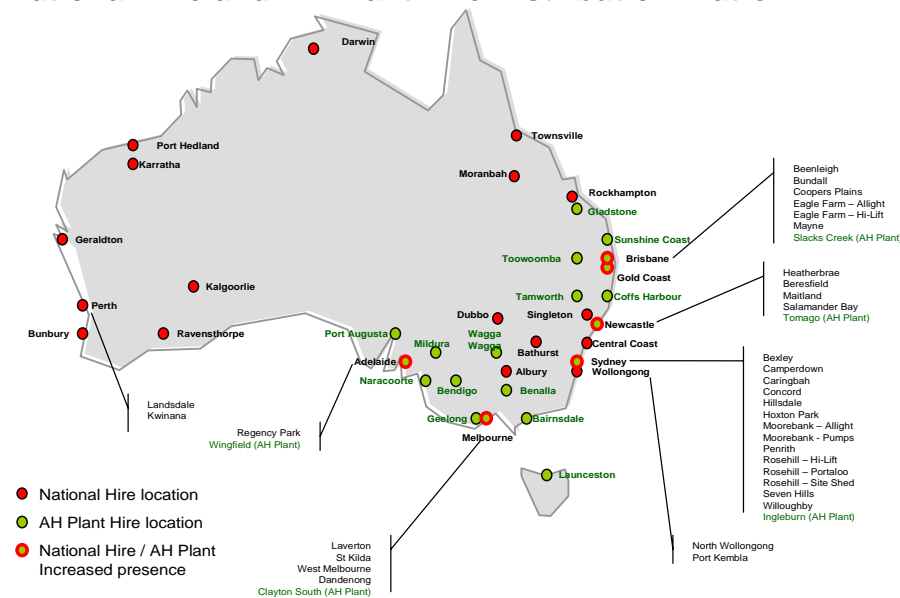 Darwin
Port Hedland
Karratha
Townsville
Moranbah
Rockhampton
Gladstone
Geraldton
Sunshine Coast
Toowoomba
Brisbane
Gold Coast
Kalgoorlie
Tamworth
Coffs Harbour
Perth
Dubbo
Singleton
Newcastle
Bunbury
Ravensthorpe
Port Augusta
Mildura
Wagga
Wagga
Bathurst
Central Coast
Adelaide
Sydney
Albury
Wollongong
Naracoorte
Bendigo
Benalla
Geelong
Bairnsdale
Melbourne
Launceston
Beenleigh
Bundall
Coopers Plains
Eagle Farm – Allight
Eagle Farm – Hi-Lift
Mayne
Slacks Creek (AH Plant)
Heatherbrae
Beresfield
Maitland
Salamander Bay
Tomago (AH Plant)
Bexley
Camperdown
Caringbah
Concord
Hillsdale
Hoxton Park
Moorebank – Allight
Moorebank - Pumps
Penrith
Rosehill – Hi-Lift
Rosehill – Portaloo
Rosehill – Site Shed
Seven Hills
Willoughby
Ingleburn (AH Plant)
Landsdale
Kwinana
Regency Park
Wingfield (AH Plant)
Laverton
St Kilda
West Melbourne
Dandenong
Clayton South (AH Plant)
North Wollongong
Port Kembla
National Hire location
AH Plant Hire location
National Hire / AH Plant
Increased presence